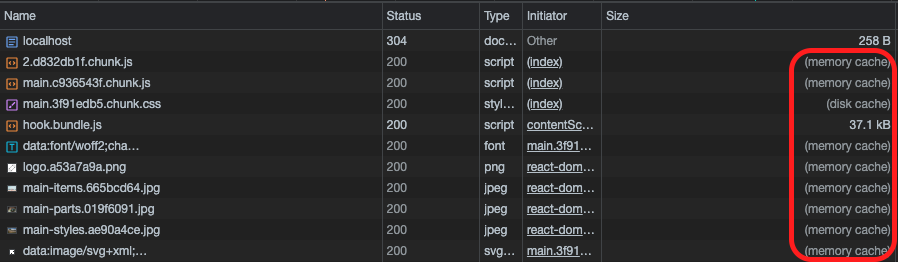 Name Status Type Initiator Size
localhost 304 doc... Other 258 B
2.d832db1f.chunk.js 200 script (index) (memory cache)
main.c936543f.chunk.js 200 script (index) (memory cache)
main.3f91edb5.chunk.css 200 styl... (index) (disk cache)
hook.bundle.js 200 script contentSc... 37.1 kB
data:font/woff2;cha... 200 font main.3f91... (memory cache)
logo.a53a7a9a.png 200 png react-dom... (memory cache)
main-items.665bcd64.jpg 200 jpeg react-dom... (memory cache)
main-parts.019f6091.jpg 200 jpeg react-dom... (memory cache)
main-styles.ae90a4ce.jpg 200 jpeg react-dom... (memory cache)
data:image/svg+xml;... 200 svg... main.3f91... (memory cache)